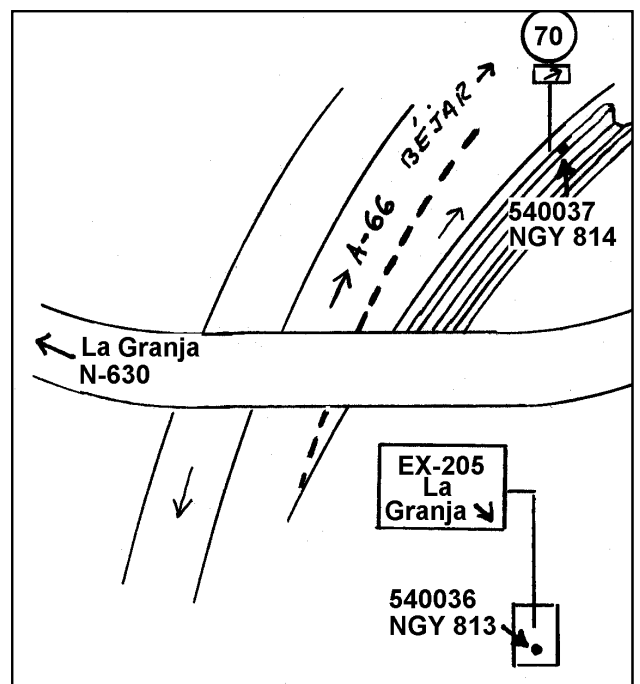 70
A-66 BÉJAR
540037
NGY 814
La Granja
N-630
EX-205
La
Granja
540036
NGY 813